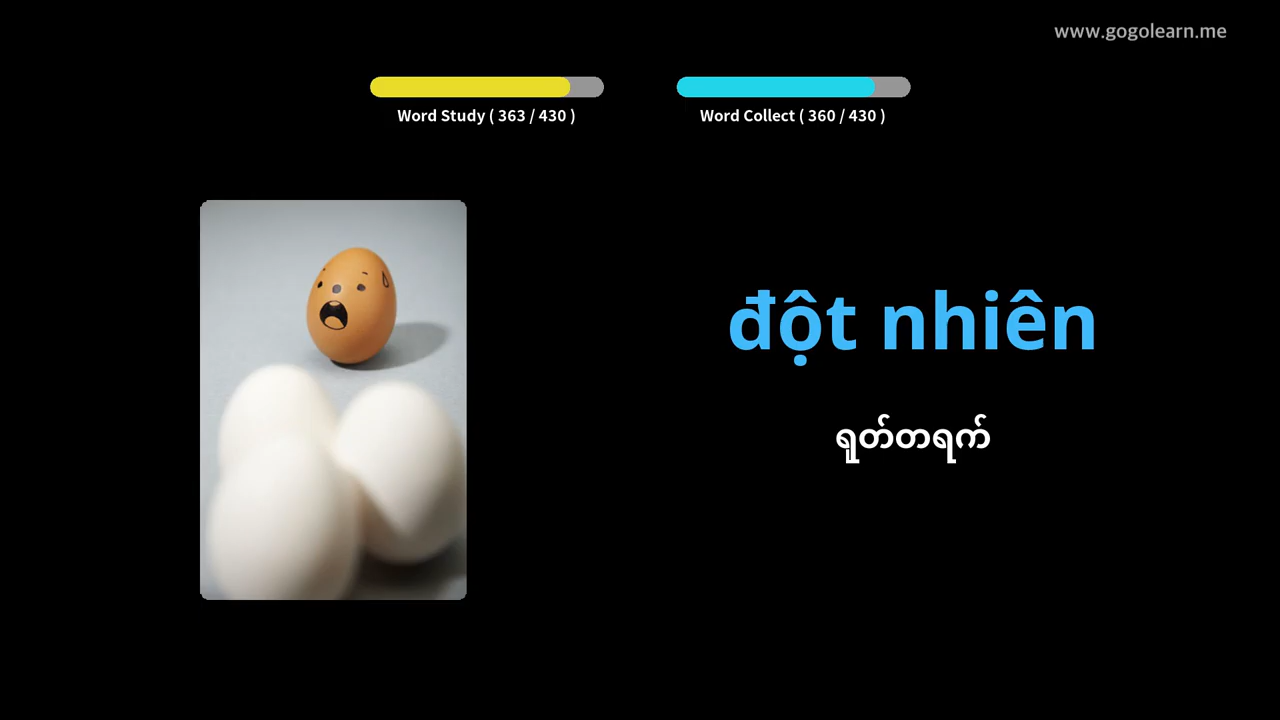 www.gogolearn.me
Word Study ( 363 / 430 )
Word Collect ( 360 / 430 )
đột nhiên
ရုတ်တရက်